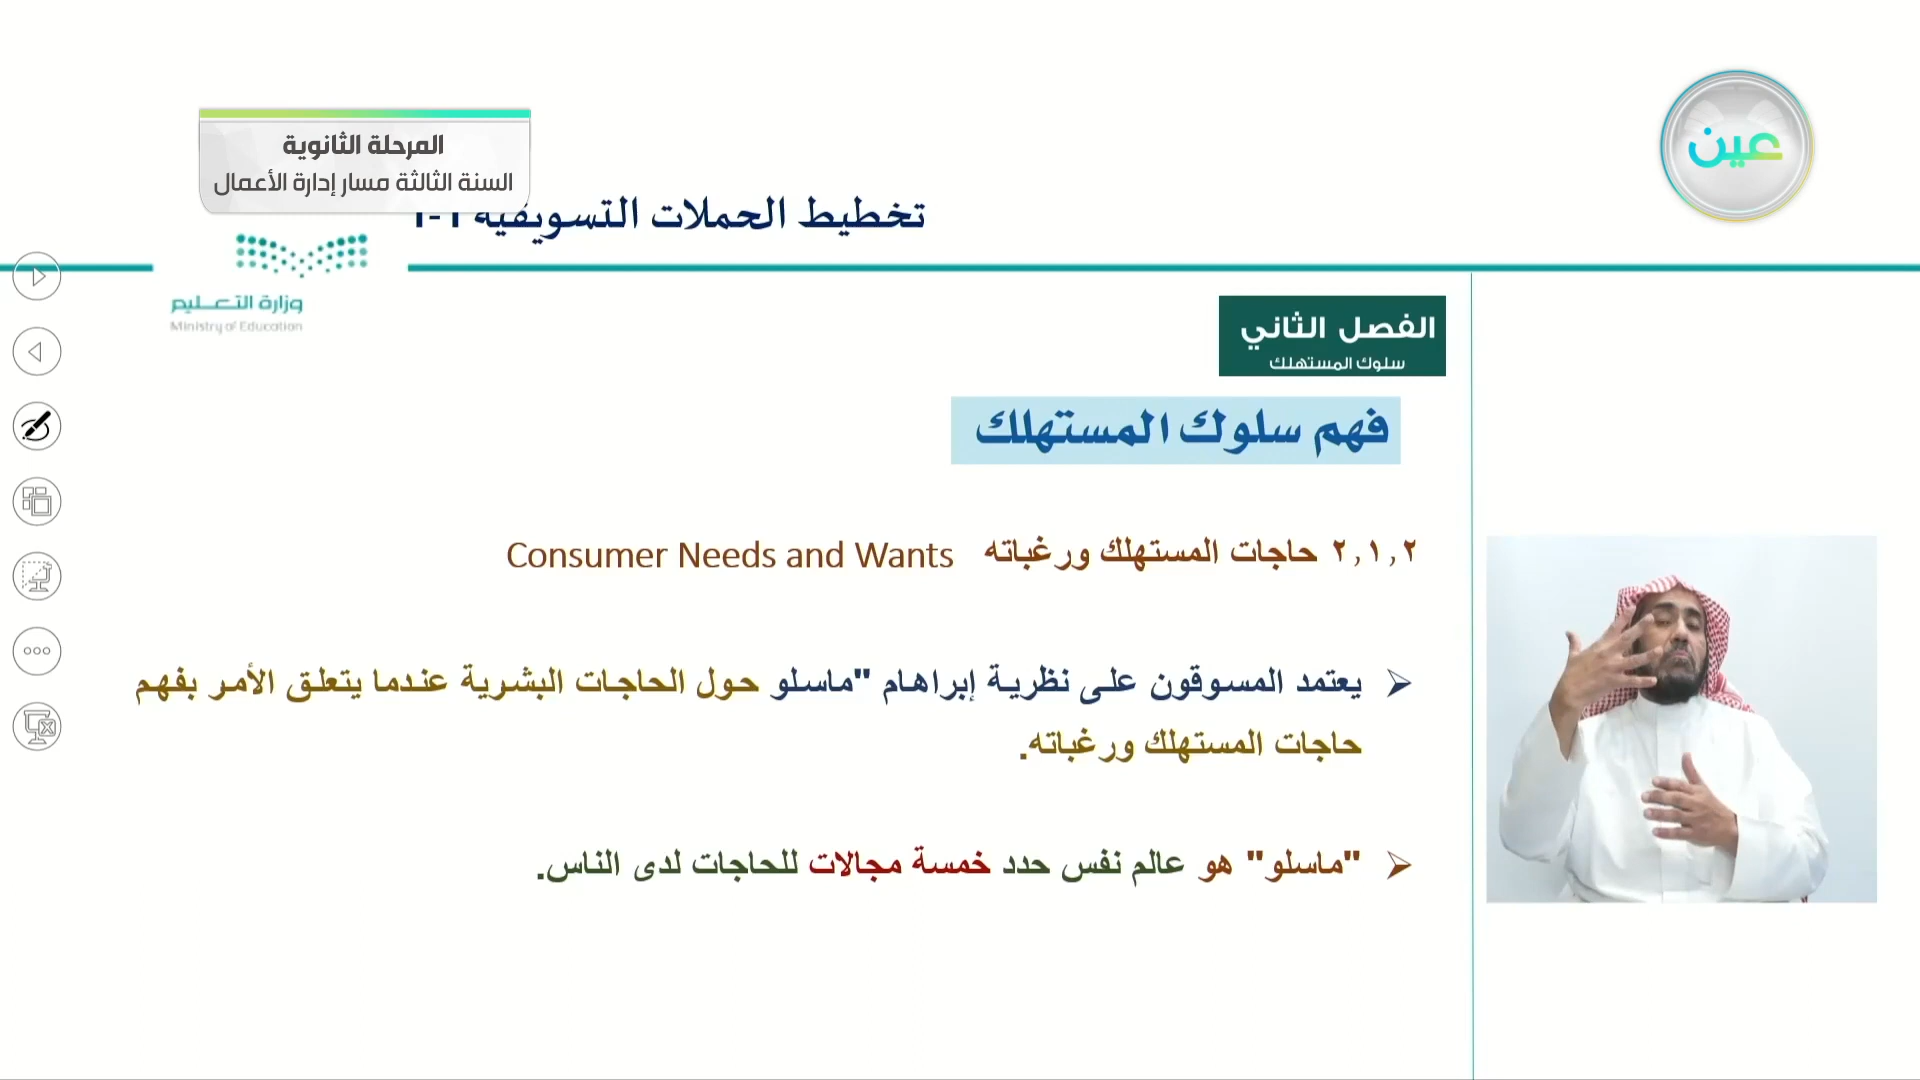 المرحلة الثانوية
السنة الثالثة مسار إدارة الأعمال
عين
تخطيط الحملات التسويقية ١-١
وزارة التعـليم
Ministry of Education
الفصل الثاني
سلوك المستهلك
فهم سلوك المستهلك
٢,١,٢ حاجات المستهلك ورغباته Consumer Needs and Wants
يعتمد المسوقون على نظرية إبراهام "ماسلو حول الحاجات البشرية عندما يتعلق الأمر بفهم
حاجات المستهلك ورغباته.
"ماسلو" هو عالم نفس حدد خمسة مجالات للحاجات لدى الناس.